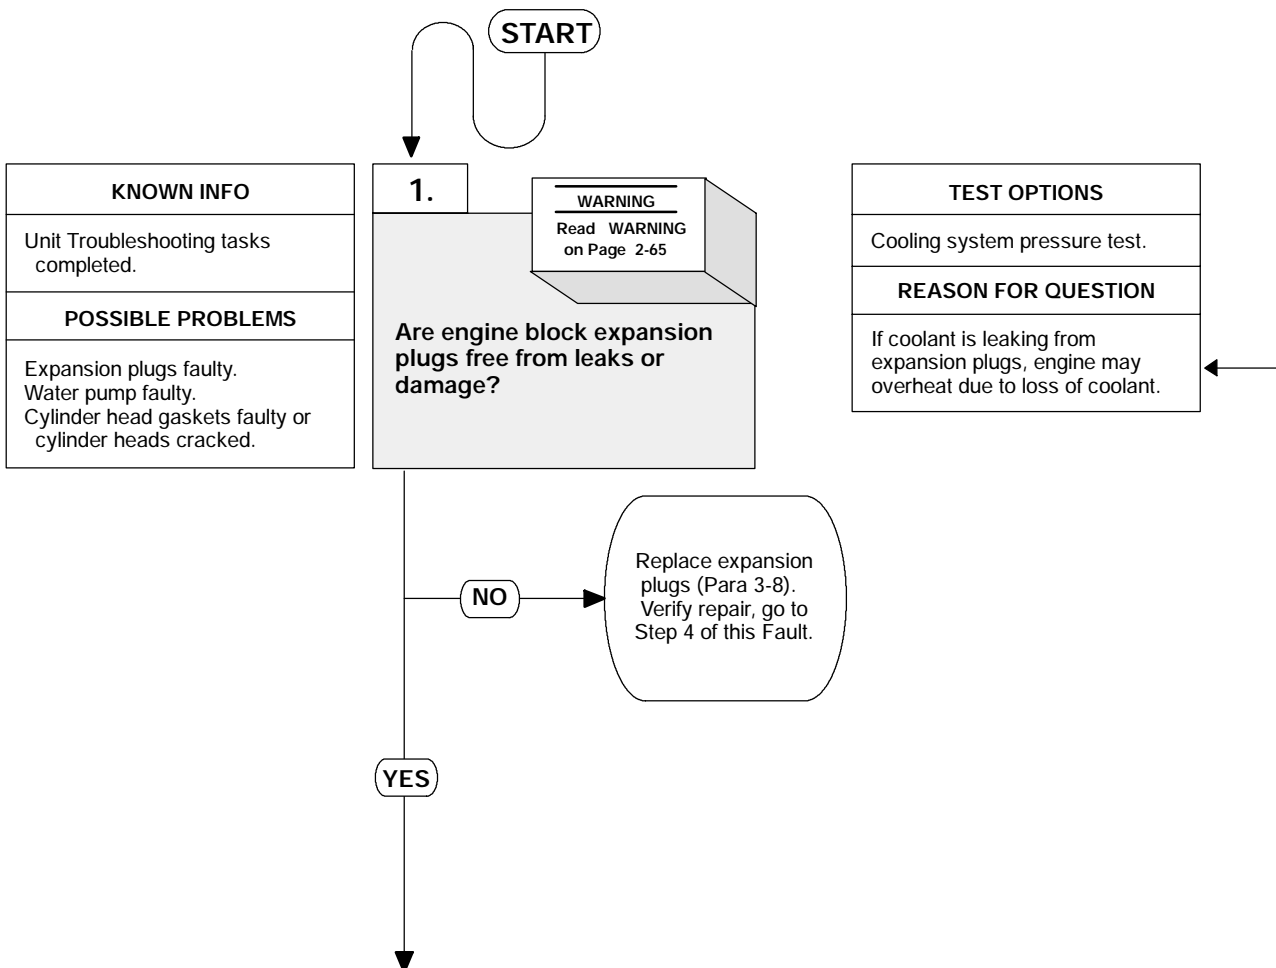 START
KNOWN INFO
Unit Troubleshooting tasks
completed.
POSSIBLE PROBLEMS
Expansion plugs faulty.
Water pump faulty.
Cylinder head gaskets faulty or
cylinder heads cracked.
1.
WARNING
Read WARNING
on Page 2-65
Are engine block expansion
plugs free from leaks or
damage?
TEST OPTIONS
Cooling system pressure test.
REASON FOR QUESTION
If coolant is leaking from
expansion plugs, engine may
overheat due to loss of coolant.
NO
Replace expansion
plugs (Para 3-8).
Verify repair, go to
Step 4 of this Fault.
YES